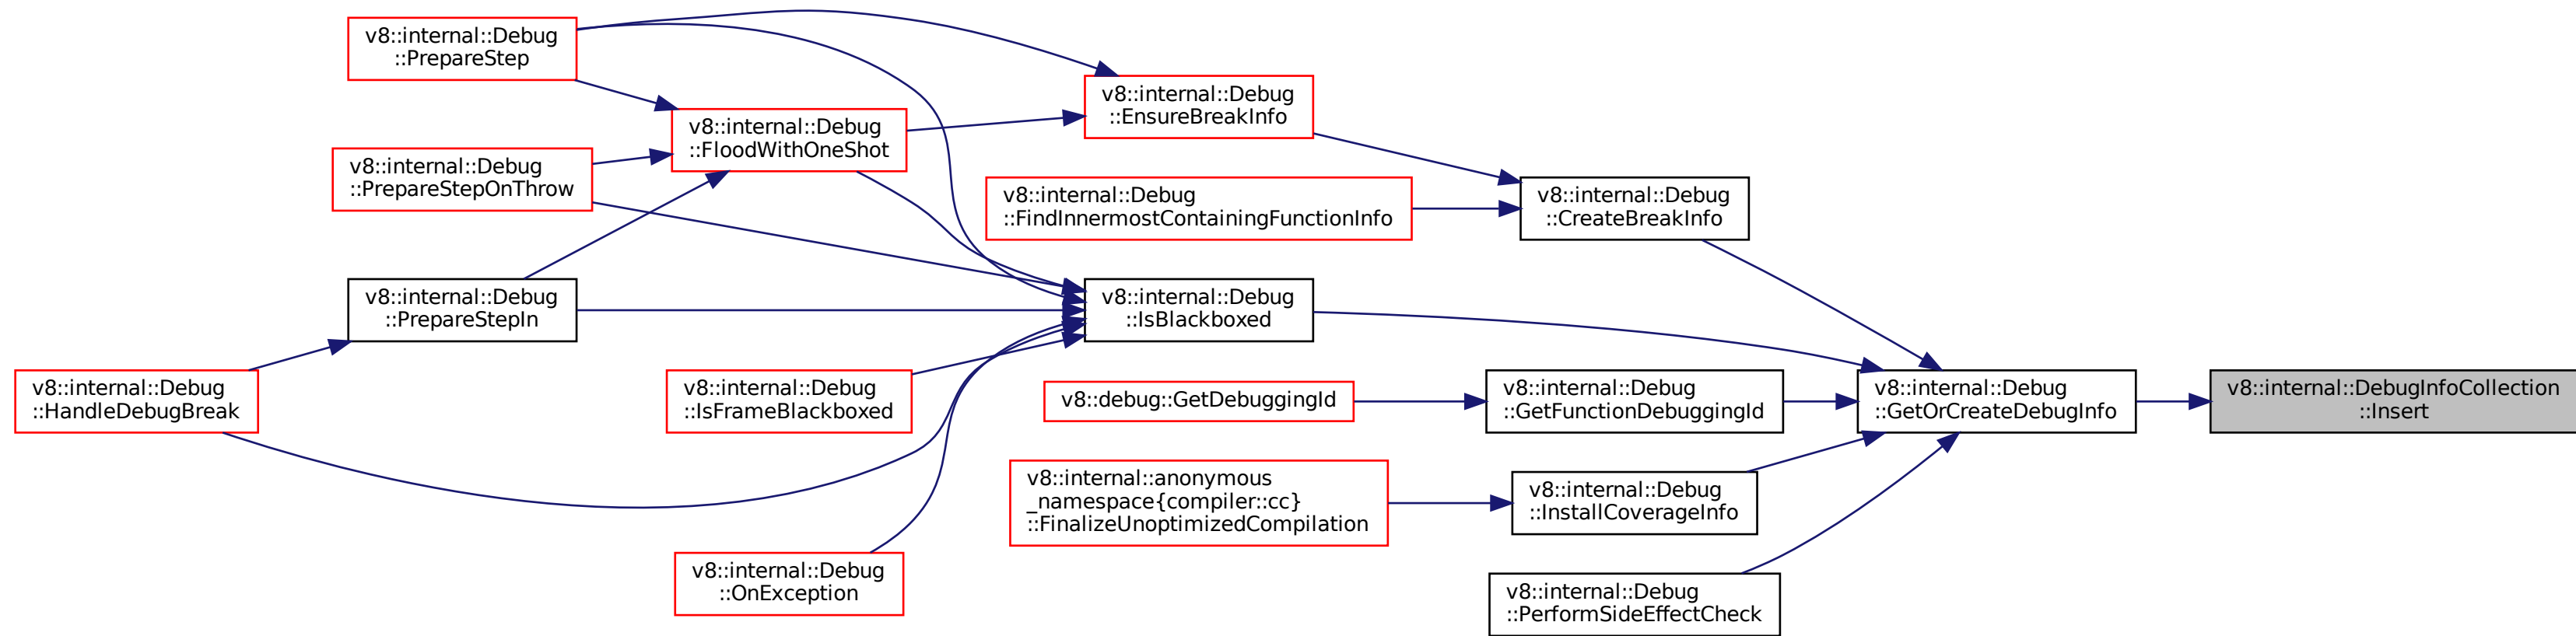 v8::internal::Debug
::PrepareStep
v8::internal::Debug
::EnsureBreakInfo
v8::internal::Debug
::FloodWithOneShot
v8::internal::Debug
::PrepareStepOnThrow
v8::internal::Debug
::FindInnermostContainingFunctionInfo
v8::internal::Debug
::CreateBreakInfo
v8::internal::Debug
::PrepareStepIn
v8::internal::Debug
::IsBlackboxed
v8::internal::Debug
::HandleDebugBreak
v8::internal::Debug
::IsFrameBlackboxed
v8::debug::GetDebuggingId
v8::internal::Debug
::GetFunctionDebuggingId
v8::internal::Debug
::GetOrCreateDebugInfo
v8::internal::DebugInfoCollection
::Insert
v8::internal::anonymous
_namespace{compiler::cc}
::FinalizeUnoptimizedCompilation
v8::internal::Debug
::InstallCoverageInfo
v8::internal::Debug
::OnException
v8::internal::Debug
::PerformSideEffectCheck